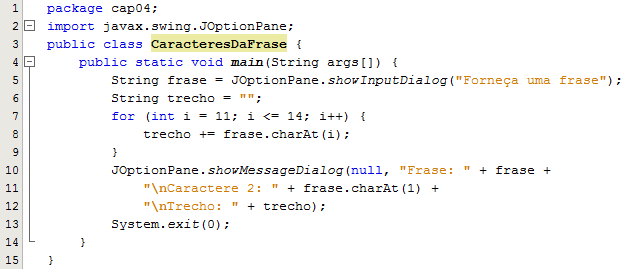 1 package cap04;
2 import javax.swing.JOptionPane;
3 public class CaracteresDaFrase {
4 public static void main(String args[]) {
5 String frase = JOptionPane.showInputDialog("Forneça uma frase");
6 String trecho = "";
7 for (int i = 11; i <= 14; i++) {
8 trecho += frase.charAt(i);
9 }
10 JOptionPane.showMessageDialog(null, "Frase: " + frase +
11 "\nCaractere 2: " + frase.charAt(1) +
12 "\nTrecho: " + trecho);
13 System.exit(0);
14 }
15 }